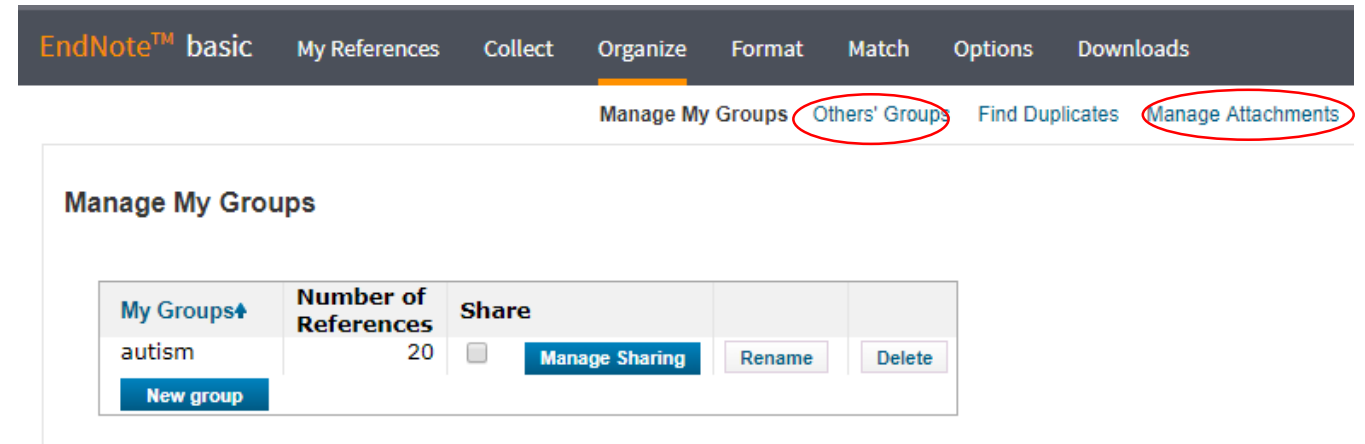 EndNote™ basic My References Collect Organize Format Match Options Downloads
Manage My Groups Others' Groups Find Duplicates Manage Attachments
Manage My Groups
My Groups Number of References Share
autism 20 Manage Sharing Rename Delete
New group